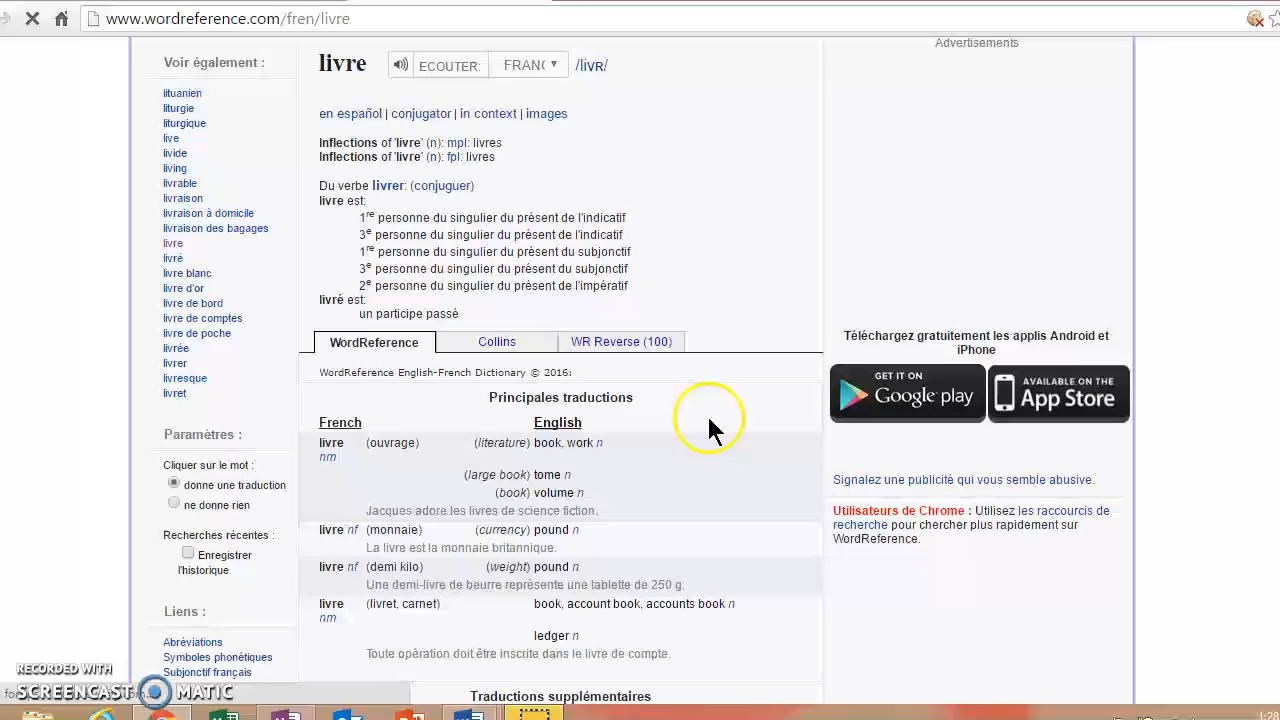 www.wordreference.com/fren/livre
Voir également :
lituanien
liturgie
liturgique
live
livide
living
livrable
livraison
livraison à domicile
livraison des bagages
livre
livré
livre blanc
livre d'or
livre de bord
livre de comptes
livre de poche
livrée
livrer
livresque
livret
Paramètres :
Cliquer sur le mot :
donne une traduction
ne donne rien
Recherches récentes :
Enregistrer
l'historique
Liens :
Abréviations
Symboles phonétiques
Subjonctif français
livre ECOUTER: FRANÇ /livʀ/
en español | conjugator | in context | images
Inflections of 'livre' (n): mpl: livres
Inflections of 'livre' (n): fpl: livres
Du verbe livrer: (conjuguer)
livre est:
1re personne du singulier du présent de l'indicatif
3e personne du singulier du présent de l'indicatif
1re personne du singulier du présent du subjonctif
3e personne du singulier du présent du subjonctif
2e personne du singulier du présent de l'impératif
livré est:
un participe passé
WordReference Collins WR Reverse (100)
WordReference English-French Dictionary © 2016:
Principales traductions
French English
livre (ouvrage) (literature) book, work n
nm
(large book) tome n
(book) volume n
Jacques adore les livres de science fiction.
livre nf (monnaie) (currency) pound n
La livre est la monnaie britannique.
livre nf (demi kilo) (weight) pound n
Une demi-livre de beurre représente une tablette de 250 g.
livre (livret, carnet) book, account book, accounts book n
nm
ledger n
Toute opération doit être inscrite dans le livre de compte.
Traductions supplémentaires
Advertisements
Téléchargez gratuitement les applis Android et
iPhone
GET IT ON
Google play
AVAILABLE ON THE
App Store
Signalez une publicité qui vous semble abusive.
Utilisateurs de Chrome : Utilisez les raccourcis de
recherche pour chercher plus rapidement sur
WordReference.
RECORDED WITH
SCREENCAST MATIC